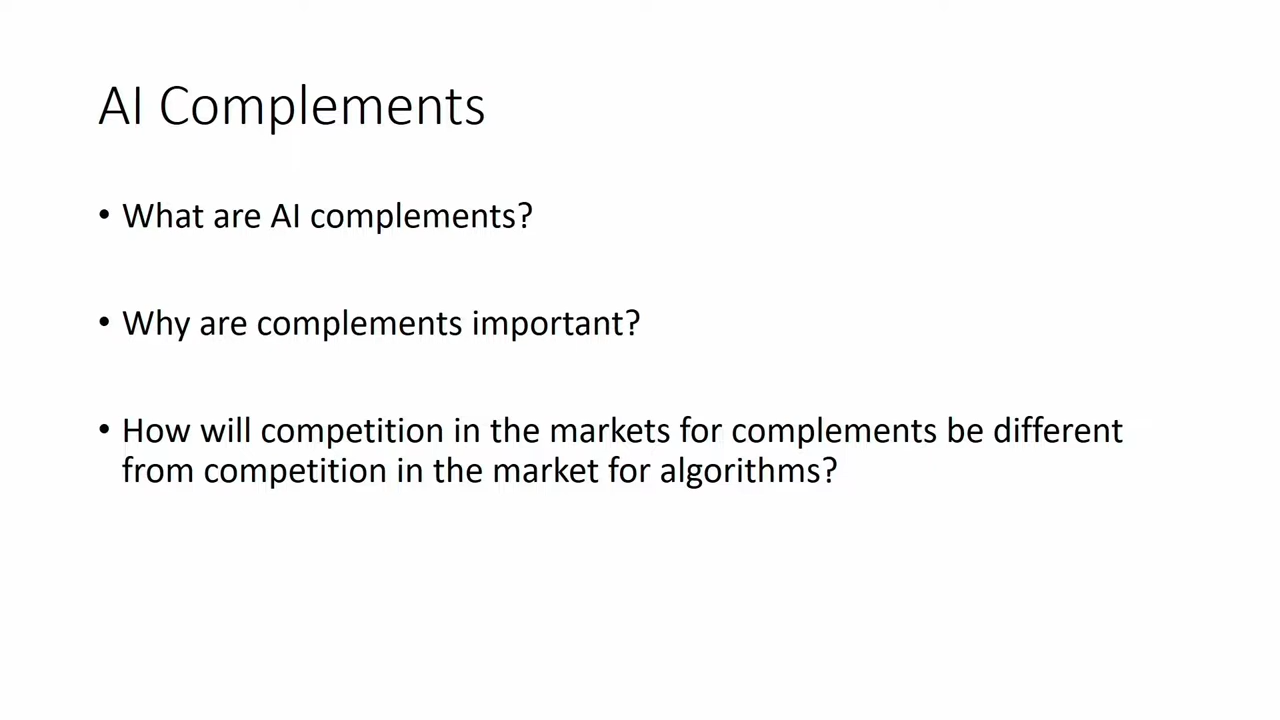 AI Complements
• What are AI complements?
• Why are complements important?
• How will competition in the markets for complements be different
from competition in the market for algorithms?